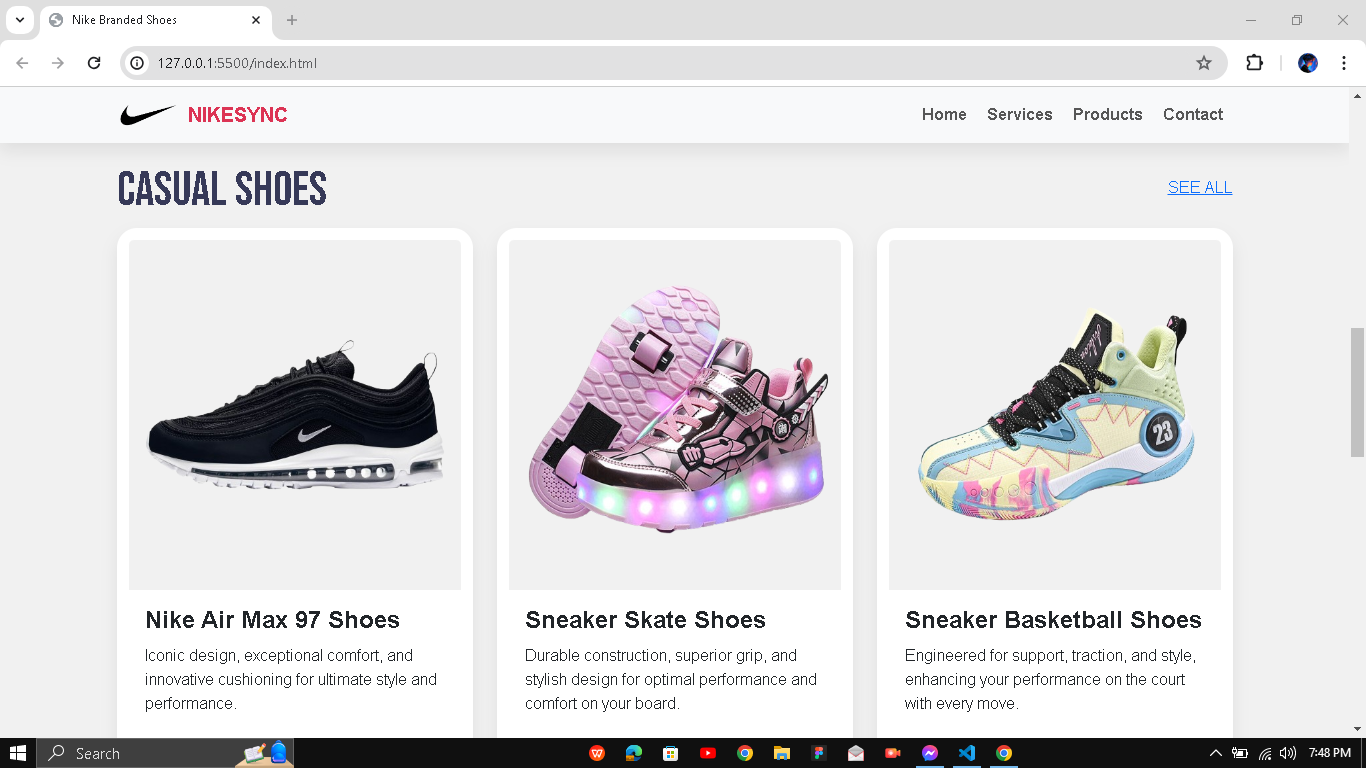 Nike Branded Shoes
127.0.0.1:5500/index.html
NIKESYNC
Home Services Products Contact
CASUAL SHOES
SEE ALL
23
Nike Air Max 97 Shoes
Iconic design, exceptional comfort, and
innovative cushioning for ultimate style and
performance.
Sneaker Skate Shoes
Durable construction, superior grip, and
stylish design for optimal performance and
comfort on your board.
Sneaker Basketball Shoes
Engineered for support, traction, and style,
enhancing your performance on the court
with every move.
Search
7:48 PM